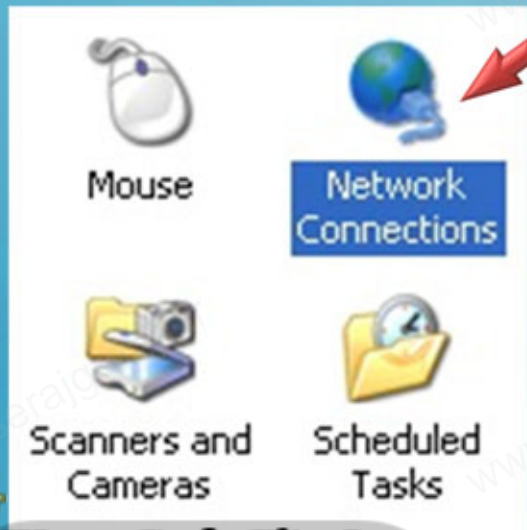 Mouse
Network
Connections
Scanners and
Cameras
Scheduled
Tasks